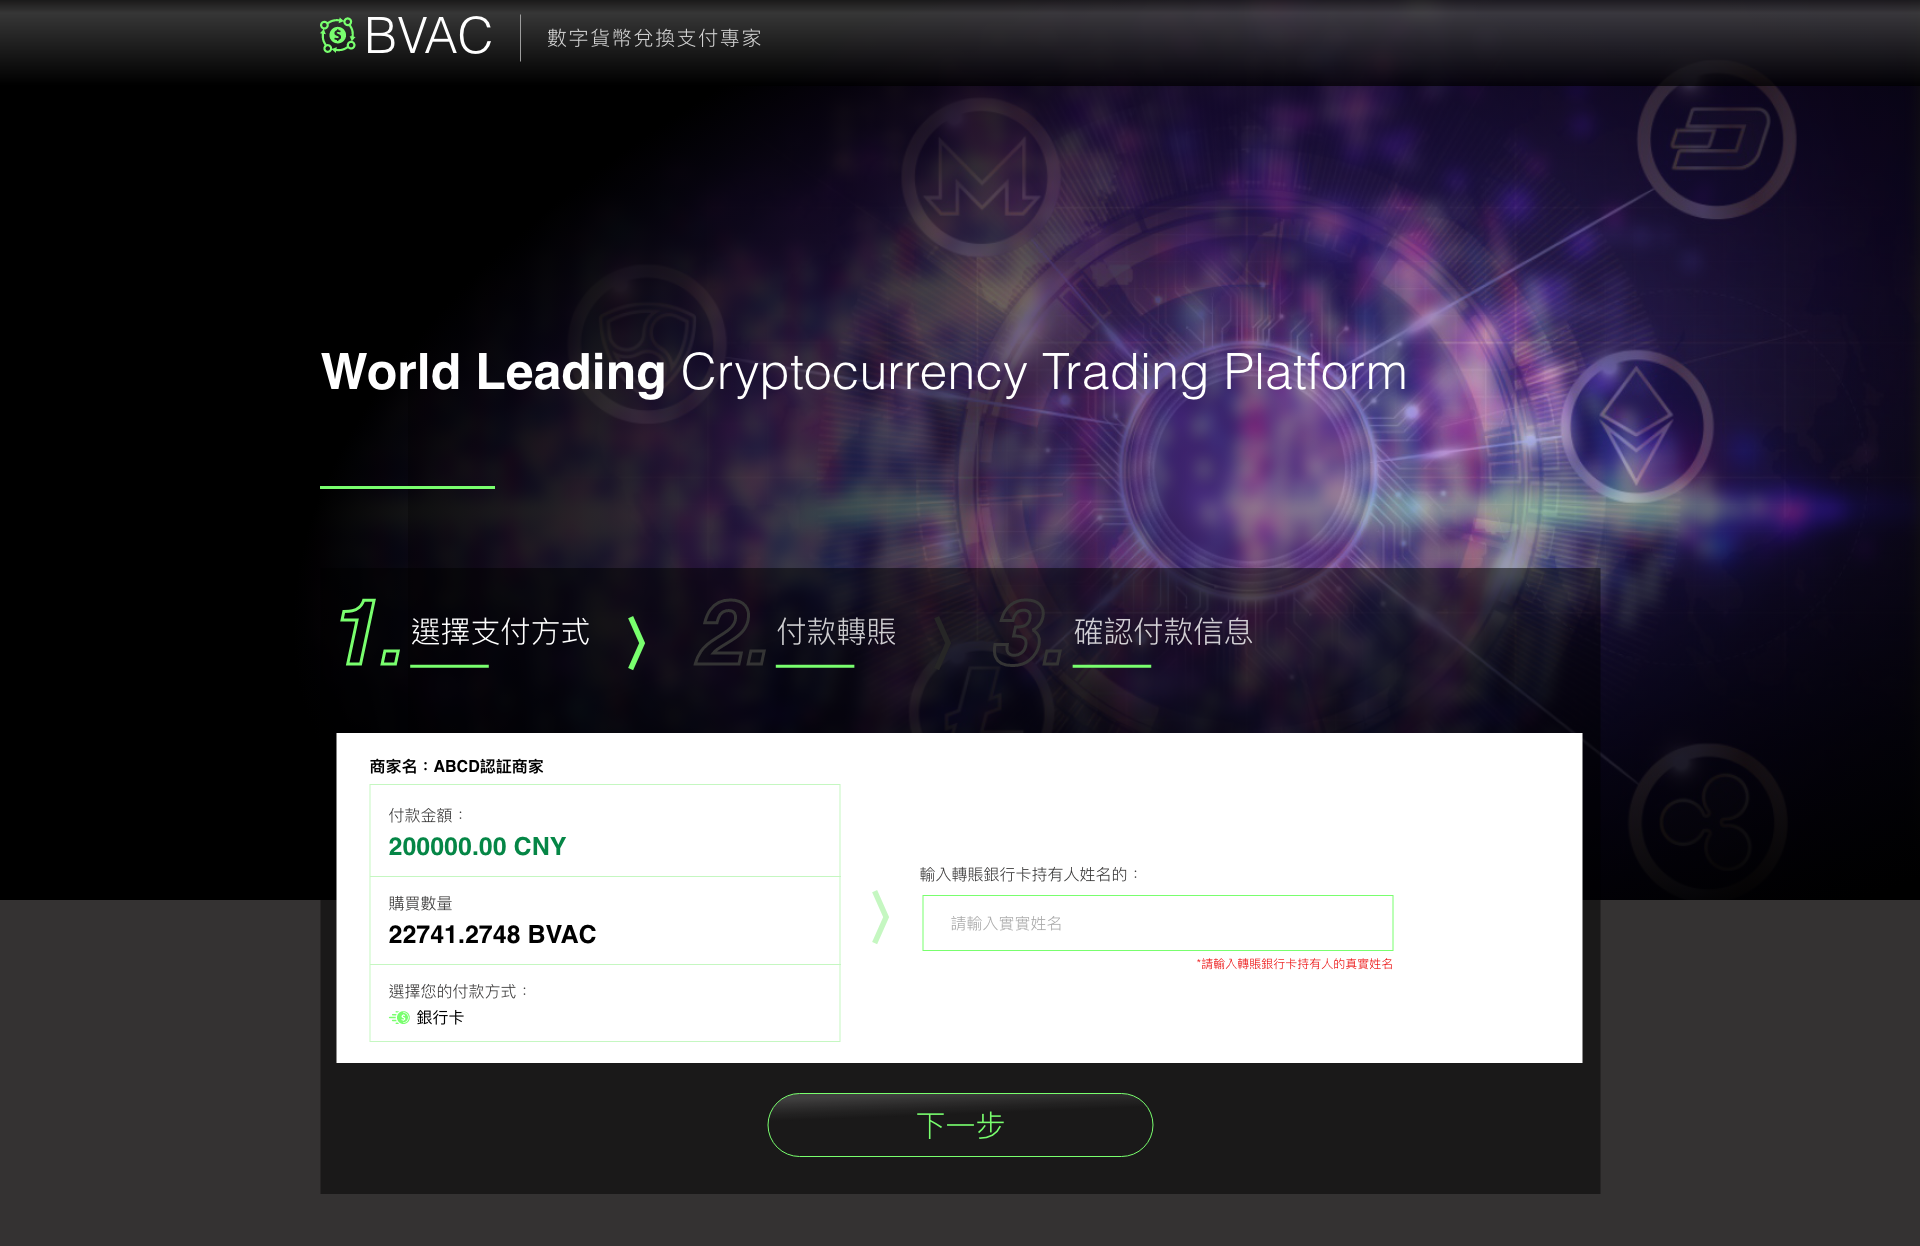 BVAC
數字貨幣兌換支付專家
World Leading Cryptocurrency Trading Platform
1. 選擇支付方式
2. 付款轉賬
3. 確認付款信息
商家名：ABCD認証商家
付款金額：
200000.00 CNY
購買數量
22741.2748 BVAC
選擇您的付款方式：
銀行卡
輸入轉賬銀行卡持有人姓名的：
請輸入實實姓名
*請輸入轉賬銀行卡持有人的真實姓名
下一步